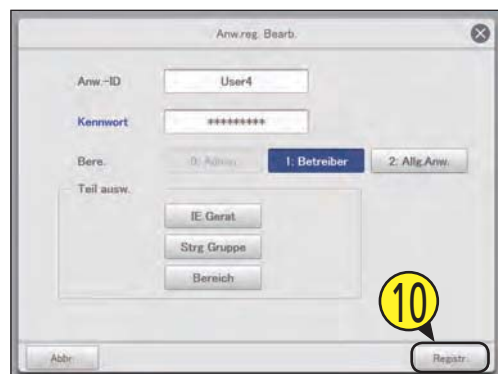 Anw.reg. Bearb.
Anw.-ID User4
Kennwort *********
Bere. 0: Admin 1: Betreiber 2: Allg.Anw.
Teil ausw.
IE Gerat
Strg Gruppe
Bereich
10
Abbr. Registr.